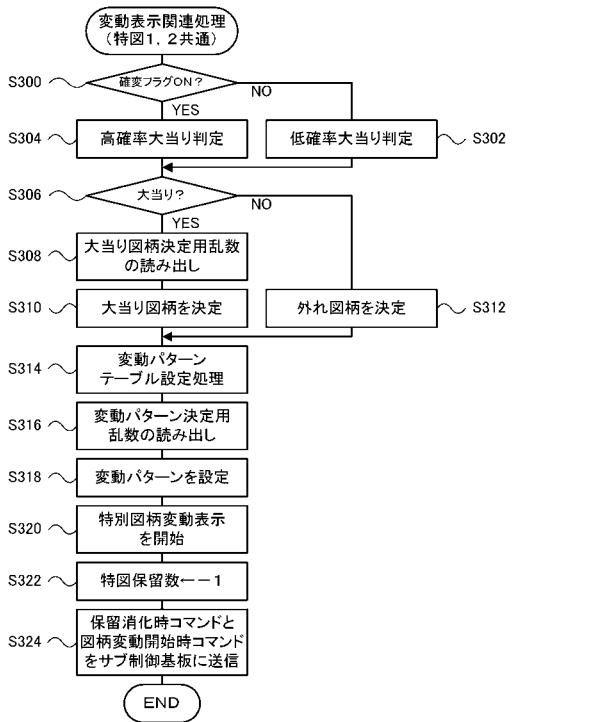 変動表示関連処理
(特図1，2共通)
S300
確変フラグON？
NO
YES
S304
高確率大当り判定
低確率大当り判定
S302
S306
大当り？
NO
YES
S308
大当り図柄決定用乱数
の読み出し
S310
大当り図柄を決定
外れ図柄を決定
S312
S314
変動パターン
テーブル設定処理
S316
変動パターン決定用
乱数の読み出し
S318
変動パターンを設定
S320
特別図柄変動表示
を開始
S322
特図保留数←－1
S324
保留消化時コマンドと
図柄変動開始時コマンド
をサブ制御基板に送信
END